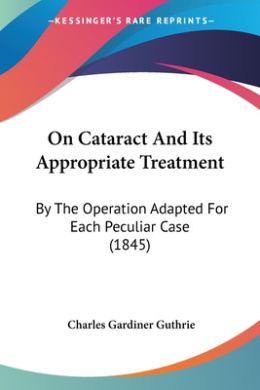 KESSINGER'S RARE REPRINTS
On Cataract And Its
Appropriate Treatment
By The Operation Adapted For
Each Peculiar Case
(1845)
Charles Gardiner Guthrie